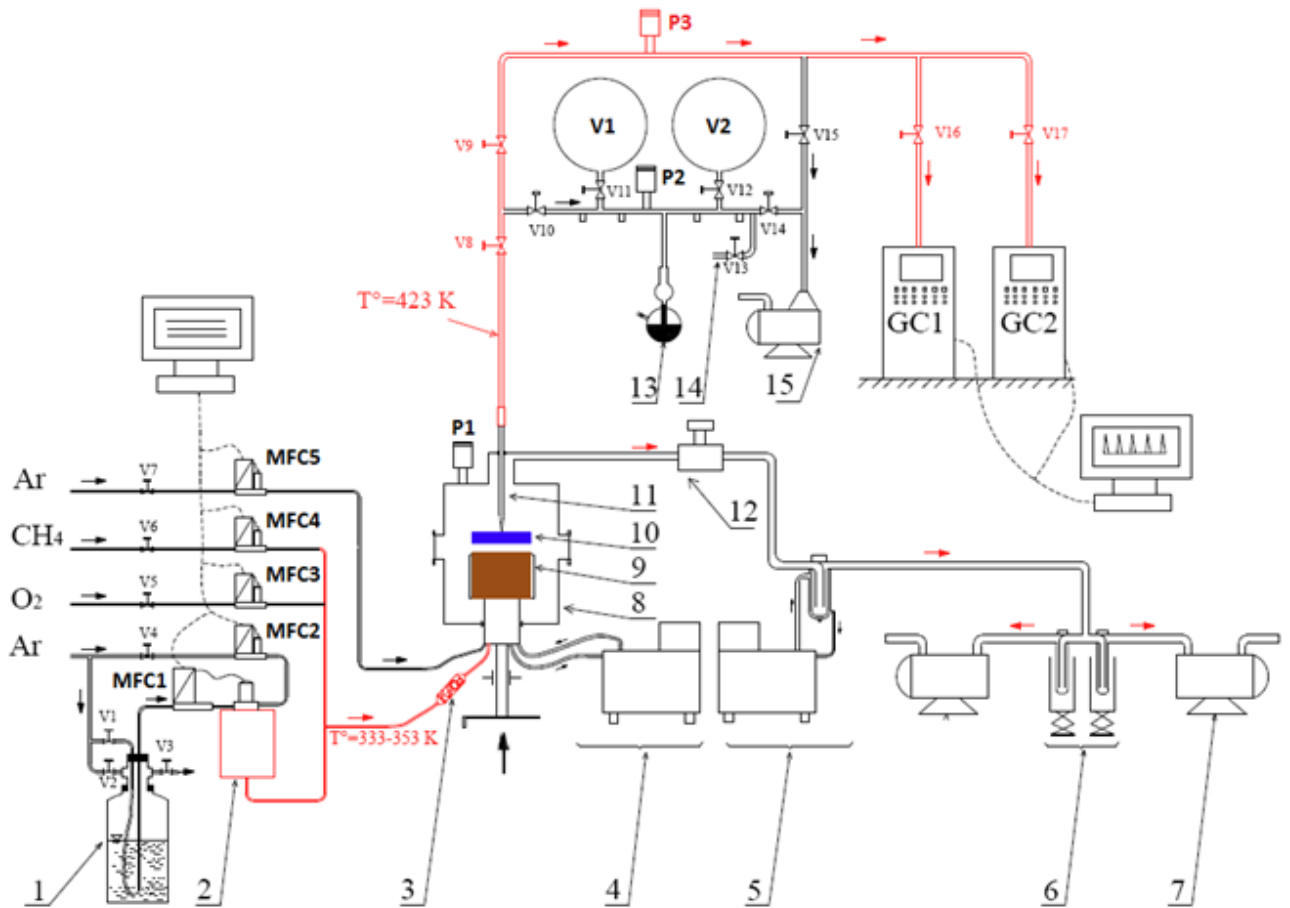 P3
V1
V2
V9
V15
V16
V17
P2
V11
V12
V10
V14
V8
V13
T°=423 K
GC1
GC2
13
14
15
P1
MFC5
Ar
V7
11
12
MFC4
CH4
V6
10
MFC3
9
O2
V5
8
MFC2
Ar
V4
MFC1
V1
V3
T°=333-353 K
V2
1
2
3
4
5
6
7